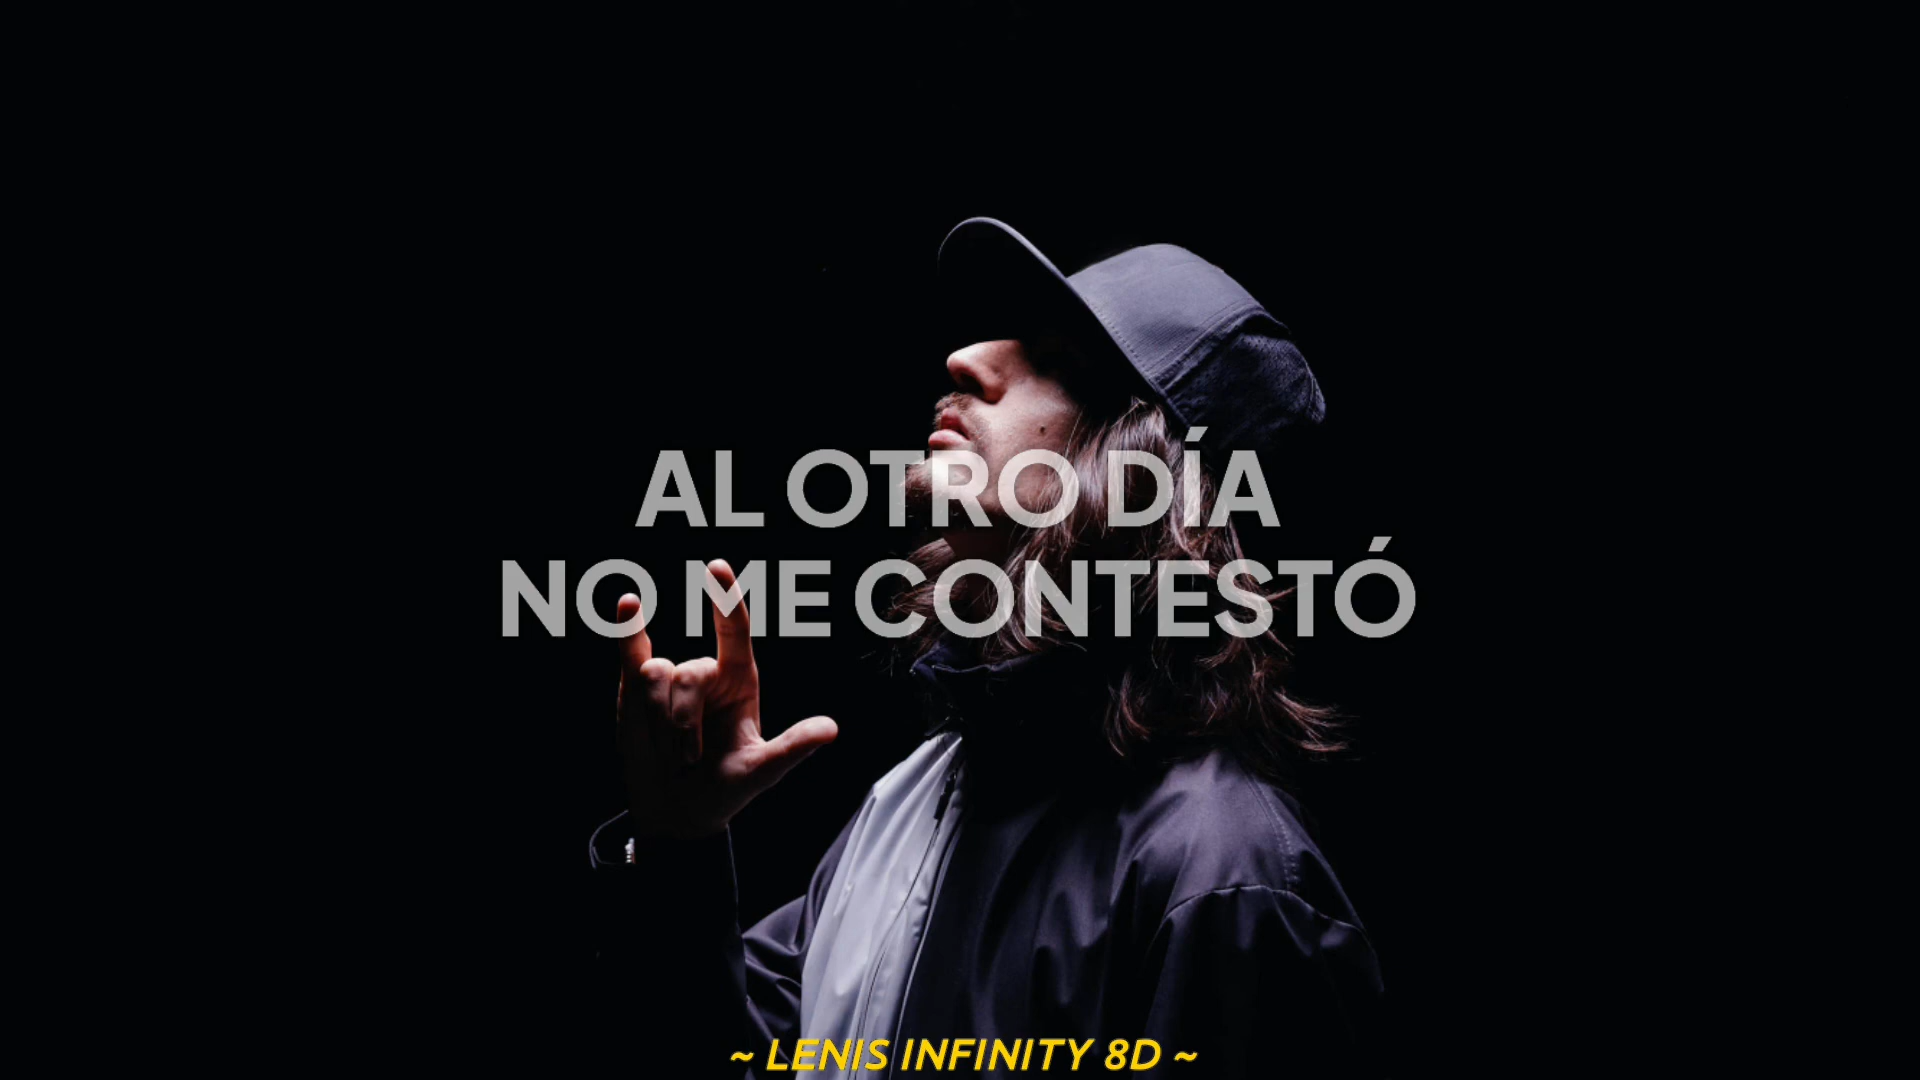 AL OTRO DÍA
NO ME CONTESTÓ
~ LENIS INFINITY 8D ~